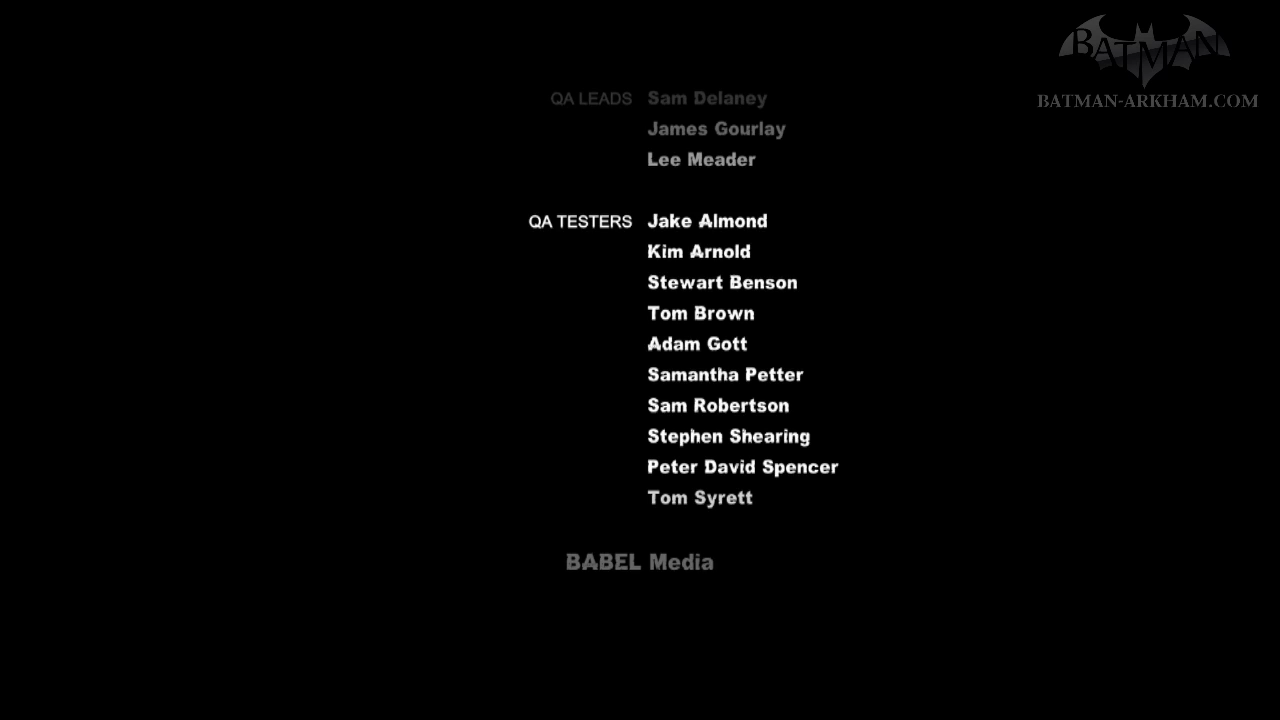 BATMAN
BATMAN-ARKHAM.COM
QA LEADS Sam Delaney
James Gourlay
Lee Meader
QA TESTERS Jake Almond
Kim Arnold
Stewart Benson
Tom Brown
Adam Gott
Samantha Petter
Sam Robertson
Stephen Shearing
Peter David Spencer
Tom Syrett
BABEL Media